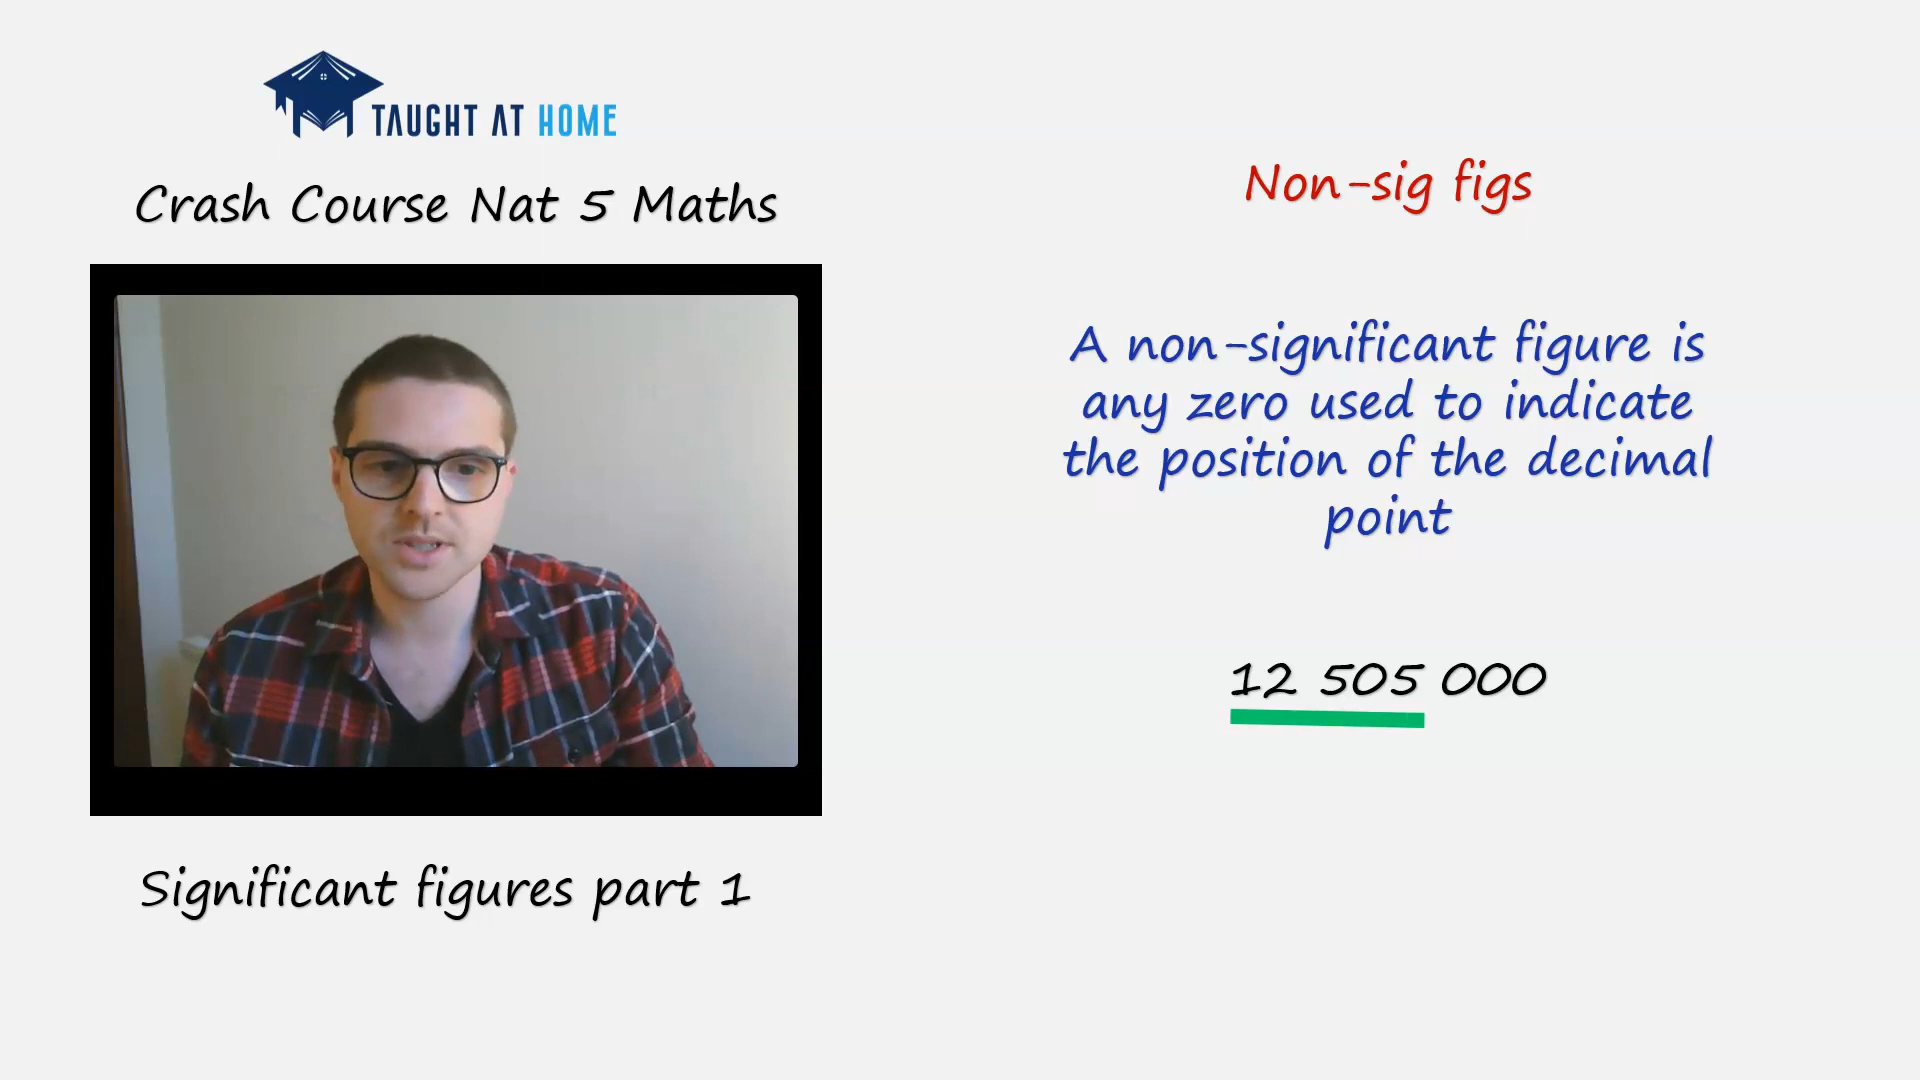 TAUGHT AT HOME
Crash Course Nat 5 Maths
Significant figures part 1
Non-sig figs
A non-significant figure is
any zero used to indicate
the position of the decimal
point
12 505 000